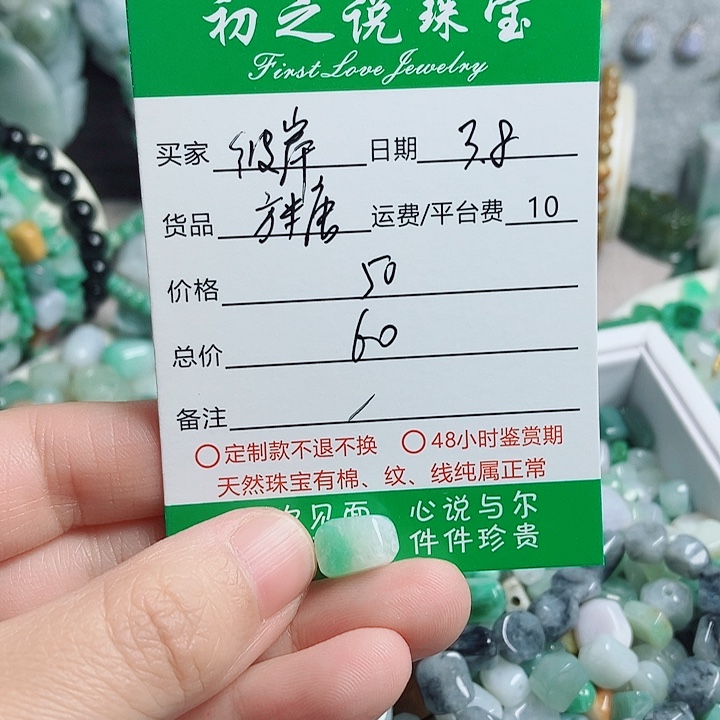 初之说珠宝
First Love Jewelry
买家 彼岸 日期 3.8
货品 方糖 运费/平台费 10
价格 50
总价 60
备注 /
定制款不退不换 48小时鉴赏期
天然珠宝有棉、纹、线纯属正常
见面 心说与尔
件件珍贵